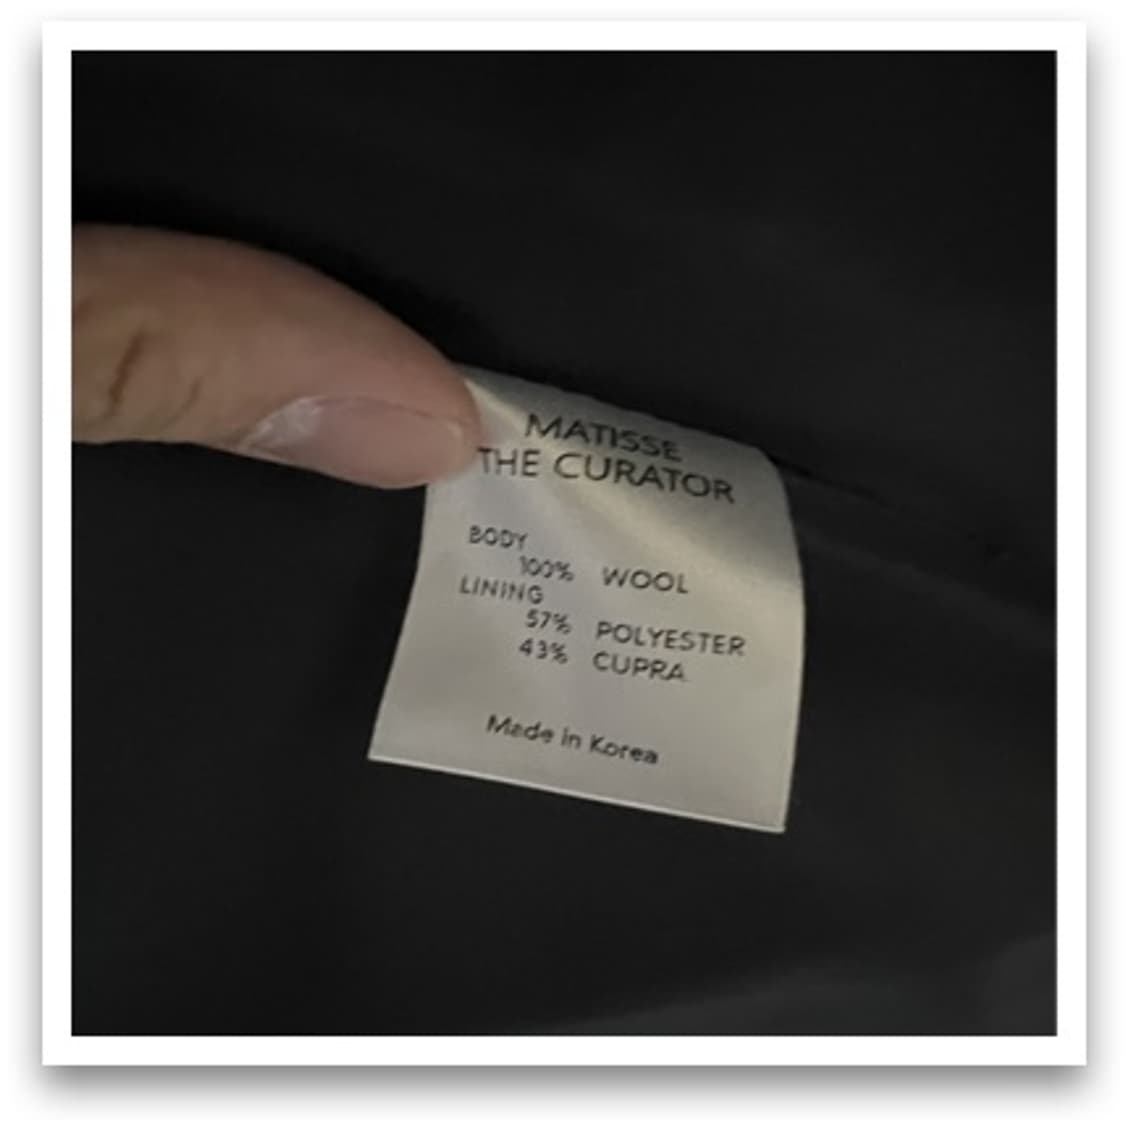 MATISSE
THE CURATOR
BODY
100% WOOL
LINING
57% POLYESTER
43% CUPRA
Made in Korea